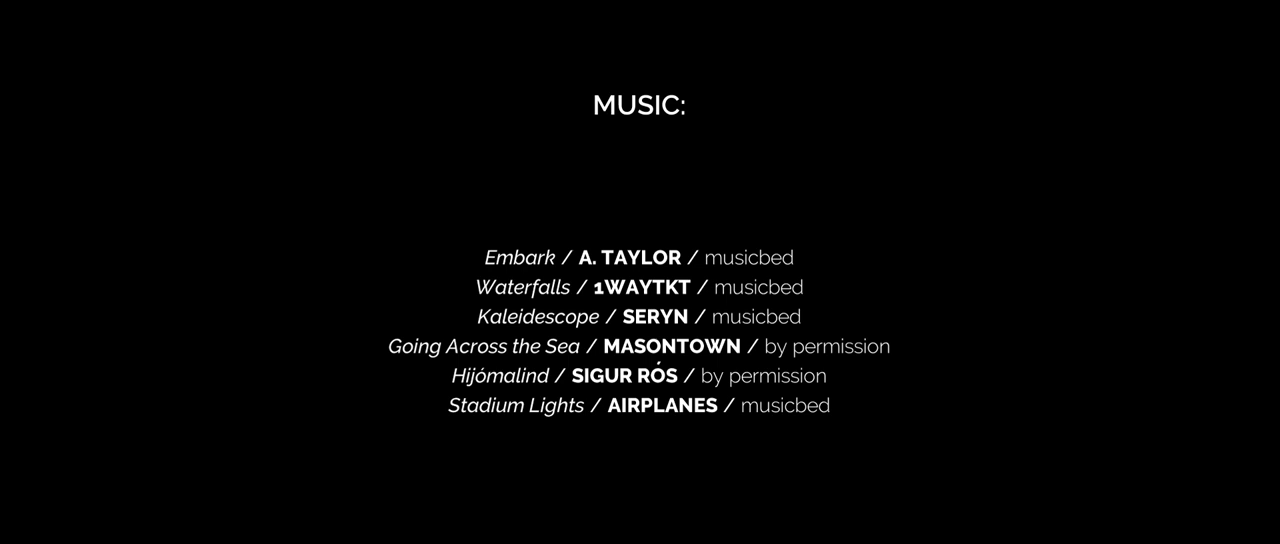 MUSIC:
Embark / A. TAYLOR / musicbed
Waterfalls / 1WAYTKT / musicbed
Kaleidescope / SERYN / musicbed
Going Across the Sea / MASONTOWN / by permission
Hijómalind / SIGUR RÓS / by permission
Stadium Lights / AIRPLANES / musicbed